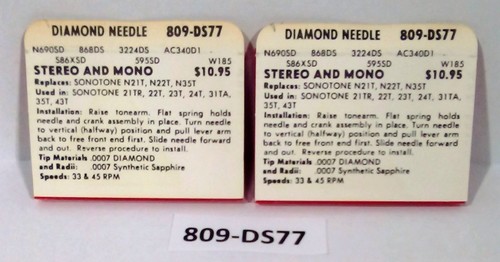 DIAMOND NEEDLE 809-DS77
N690SD 868DS 3224DS AC340D1
S86XSD 595SD W185
STEREO AND MONO $10.95
Replaces: SONOTONE N21T, N22T, N35T
Used in: SONOTONE 21TR, 22T, 23T, 24T, 31TA,
35T, 43T
Installation: Raise tonearm. Flat spring holds
needle and crank assembly in place. Turn needle
to vertical (halfway) position and pull lever arm
back to free front end first. Slide needle forward
and out. Reverse procedure to install.
Tip Materials .0007 DIAMOND
and Radii: .0007 Synthetic Sapphire
Speeds: 33 & 45 RPM
DIAMOND NEEDLE 809-DS77
N690SD 868DS 3224DS AC340D1
S86XSD 595SD W185
STEREO AND MONO $10.95
Replaces: SONOTONE N21T, N22T, N35T
Used in: SONOTONE 21TR, 22T, 23T, 24T, 31TA,
35T, 43T
Installation: Raise tonearm. Flat spring holds
needle and crank assembly in place. Turn needle
to vertical (halfway) position and pull lever arm
back to free front end first. Slide needle forward
and out. Reverse procedure to install.
Tip Materials .0007 DIAMOND
and Radii: .0007 Synthetic Sapphire
Speeds: 33 & 45 RPM
809-DS77